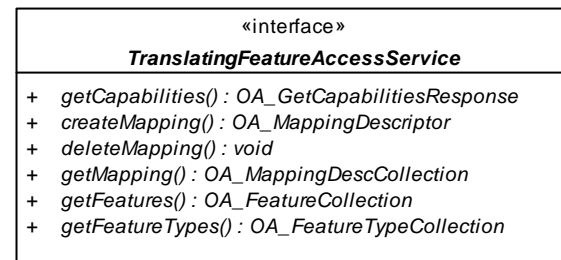 «interface»
TranslatingFeatureAccessService
+ getCapabilities() : OA_GetCapabilitiesResponse
+ createMapping() : OA_MappingDescriptor
+ deleteMapping() : void
+ getMapping() : OA_MappingDescCollection
+ getFeatures() : OA_FeatureCollection
+ getFeatureTypes() : OA_FeatureTypeCollection